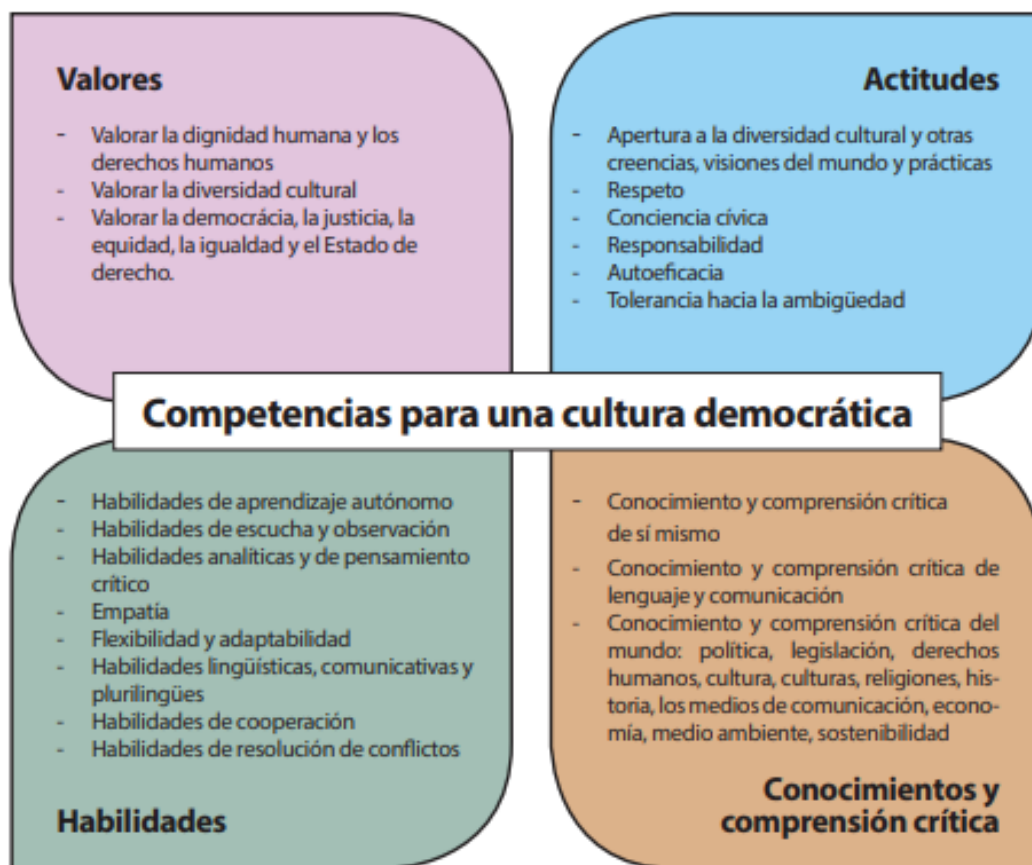 Valores
- Valorar la dignidad humana y los
derechos humanos
- Valorar la diversidad cultural
- Valorar la democrácia, la justicia, la
equidad, la igualdad y el Estado de
derecho.
Actitudes
- Apertura a la diversidad cultural y otras
creencias, visiones del mundo y prácticas
- Respeto
- Conciencia cívica
- Responsabilidad
- Autoeficacia
- Tolerancia hacia la ambigüedad
Competencias para una cultura democrática
- Habilidades de aprendizaje autónomo
- Habilidades de escucha y observación
- Habilidades analíticas y de pensamiento
crítico
- Empatía
- Flexibilidad y adaptabilidad
- Habilidades lingüísticas, comunicativas y
plurilingües
- Habilidades de cooperación
- Habilidades de resolución de conflictos
Habilidades
- Conocimiento y comprensión crítica
de sí mismo
- Conocimiento y comprensión crítica de
lenguaje y comunicación
- Conocimiento y comprensión crítica del
mundo: política, legislación, derechos
humanos, cultura, culturas, religiones, his-
toria, los medios de comunicación, econo-
mía, medio ambiente, sostenibilidad
Conocimientos y
comprensión crítica